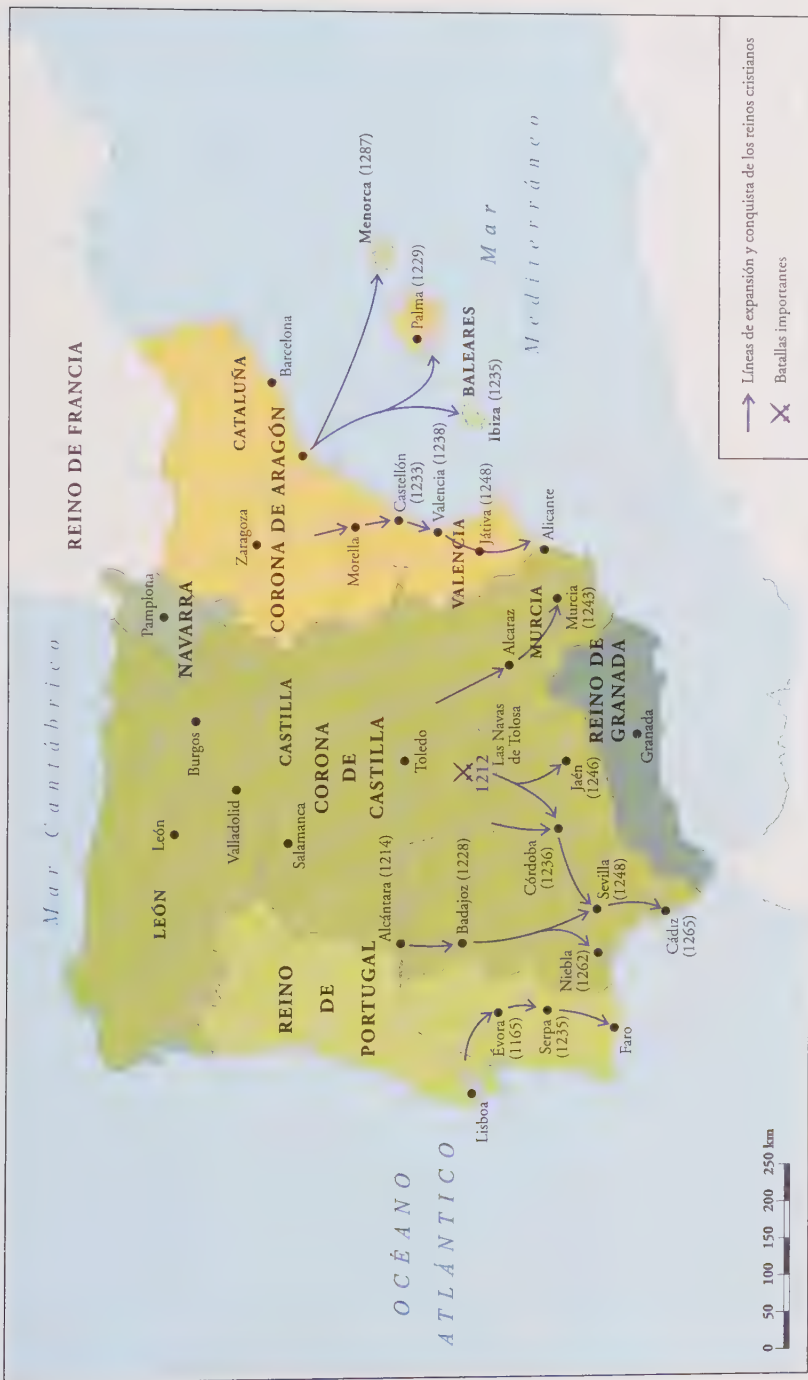 Mar Cantábrico
REINO DE FRANCIA
León
LEÓN
Burgos
Pamplona
NAVARRA
Valladolid
Salamanca
CASTILLA
CORONA
DE
CASTILLA
Zaragoza
CORONA DE ARAGÓN
CATALUÑA
Barcelona
REINO
DE
PORTUGAL
Alcántara (1214)
Toledo
Badajoz (1228)
1212
Las Navas
de Tolosa
Morella
Castellón
(1233)
Valencia (1238)
VALENCIA
Játiva (1248)
Alicante
Menorca (1287)
Palma (1229)
BALEARES
Ibiza (1235)
Mar
Mediterráneo
OCÉANO
ATLÁNTICO
Lisboa
Évora
(1165)
Serpa
(1235)
Faro
Niebla
(1262)
Córdoba
(1236)
Sevilla
(1248)
Cádiz
(1265)
Jaén
(1246)
Alcaraz
MURCIA
Murcia
(1243)
REINO DE
GRANADA
Granada
0 50 100 150 200 250 km
Líneas de expansión y conquista de los reinos cristianos
Batallas importantes